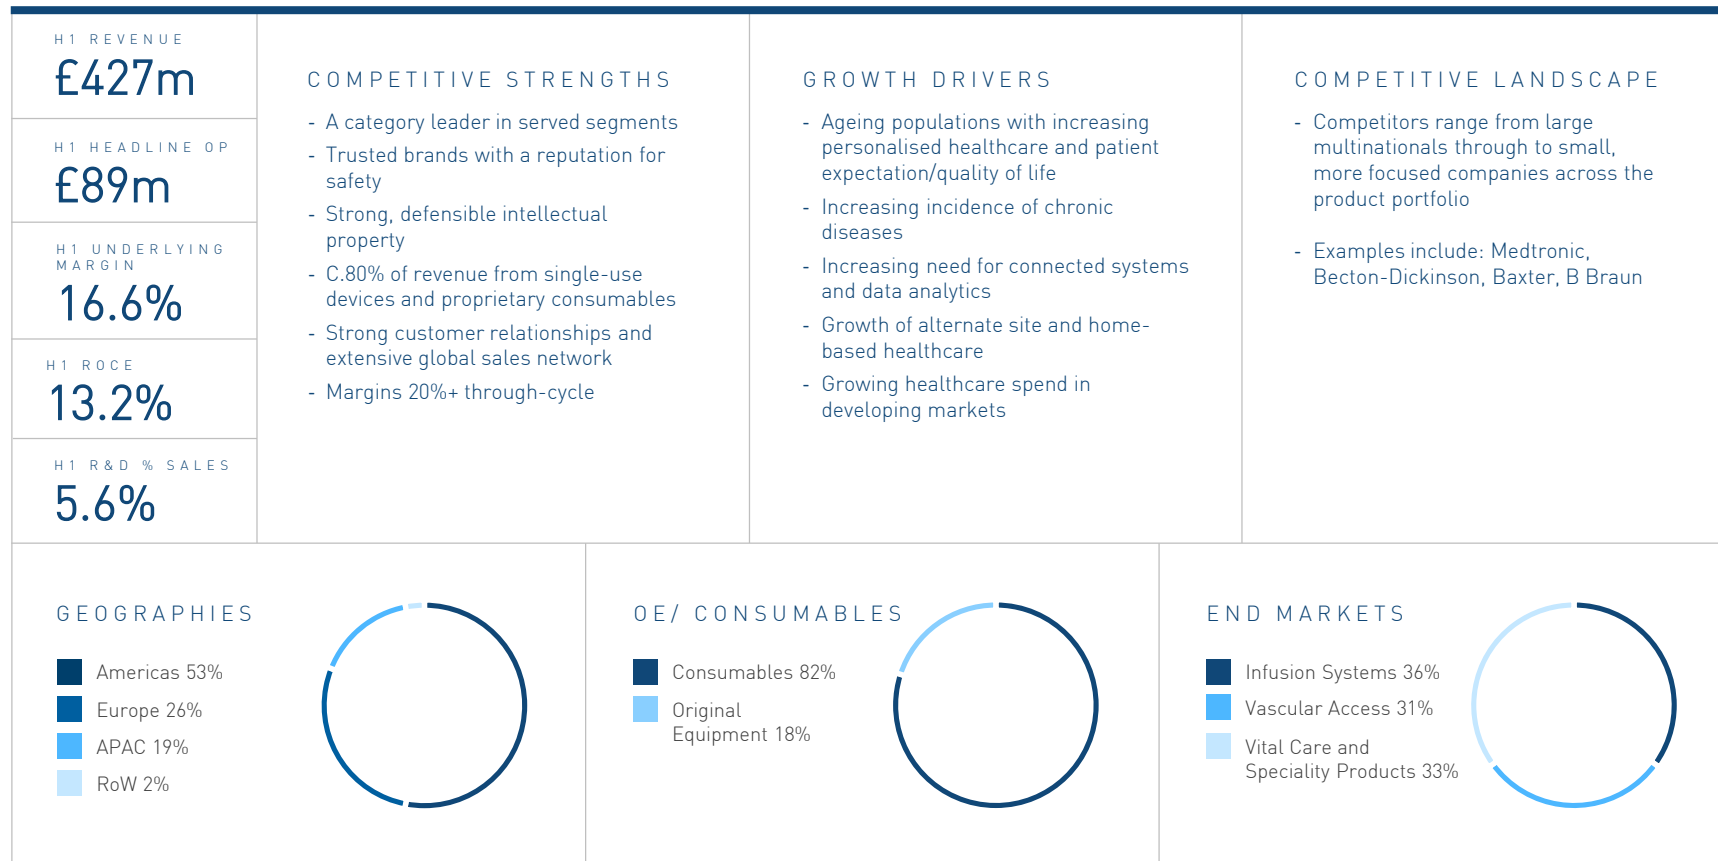 H1 REVENUE
£427m
H1 HEADLINE OP
£89m
H1 UNDERLYING
MARGIN
16.6%
H1 ROCE
13.2%
H1 R&D % SALES
5.6%
COMPETITIVE STRENGTHS
- A category leader in served segments
- Trusted brands with a reputation for
safety
- Strong, defensible intellectual
property
- C.80% of revenue from single-use
devices and proprietary consumables
- Strong customer relationships and
extensive global sales network
- Margins 20%+ through-cycle
GROWTH DRIVERS
- Ageing populations with increasing
personalised healthcare and patient
expectation/quality of life
- Increasing incidence of chronic
diseases
- Increasing need for connected systems
and data analytics
- Growth of alternate site and home-
based healthcare
- Growing healthcare spend in
developing markets
COMPETITIVE LANDSCAPE
- Competitors range from large
multinationals through to small,
more focused companies across the
product portfolio
- Examples include: Medtronic,
Becton-Dickinson, Baxter, B Braun
GEOGRAPHIES
Americas 53%
Europe 26%
APAC 19%
RoW 2%
OE/ CONSUMABLES
Consumables 82%
Original
Equipment 18%
END MARKETS
Infusion Systems 36%
Vascular Access 31%
Vital Care and
Speciality Products 33%